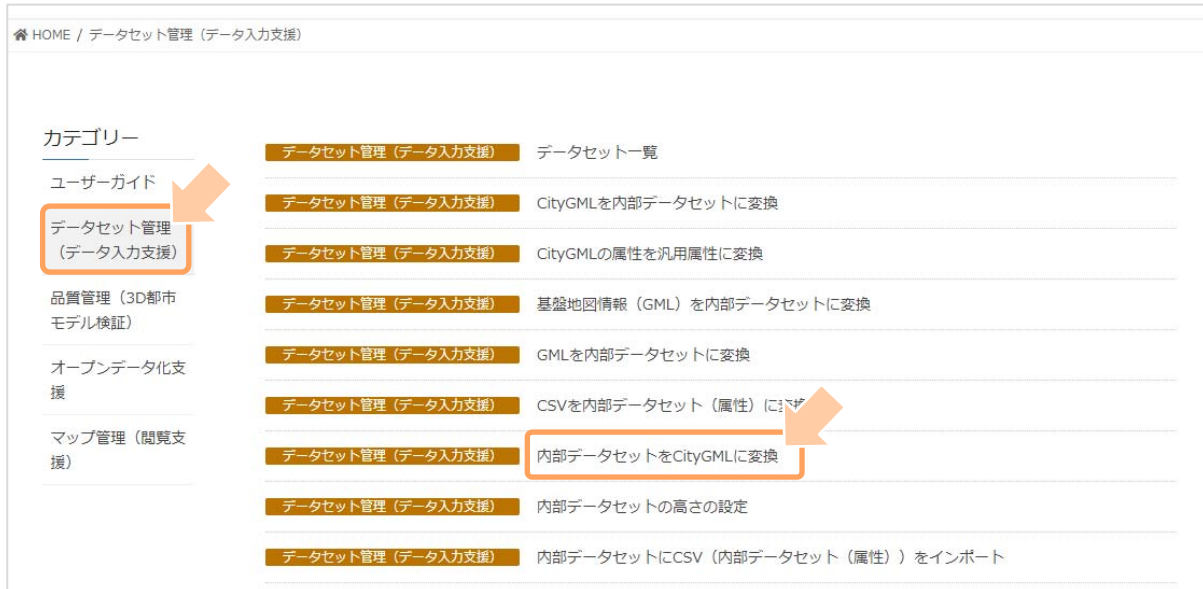 HOME / データセット管理（データ入力支援）
カテゴリー
ユーザーガイド
データセット管理
（データ入力支援）
品質管理（3D都市
モデル検証）
オープンデータ化支
援
マップ管理（閲覧支
援）
データセット管理（データ入力支援） データセット一覧
データセット管理（データ入力支援） CityGMLを内部データセットに変換
データセット管理（データ入力支援） CityGMLの属性を汎用属性に変換
データセット管理（データ入力支援） 基盤地図情報（GML）を内部データセットに変換
データセット管理（データ入力支援） GMLを内部データセットに変換
データセット管理（データ入力支援） CSVを内部データセット（属性）に変換
データセット管理（データ入力支援） 内部データセットをCityGMLに変換
データセット管理（データ入力支援） 内部データセットの高さの設定
データセット管理（データ入力支援） 内部データセットにCSV（内部データセット（属性））をインポート